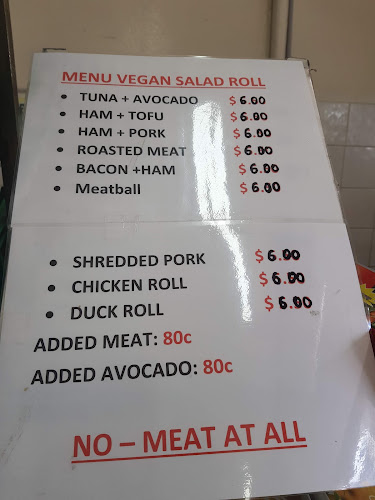 MENU VEGAN SALAD ROLL
• TUNA + AVOCADO $ 6.00
• HAM + TOFU $ 6.00
• HAM + PORK $ 6.00
• ROASTED MEAT $ 6.00
• BACON +HAM $ 6.00
• Meatball $ 6.00
• SHREDDED PORK $ 6.00
• CHICKEN ROLL $ 6.00
• DUCK ROLL $ 6.00
ADDED MEAT: 80c
ADDED AVOCADO: 80c
NO – MEAT AT ALL